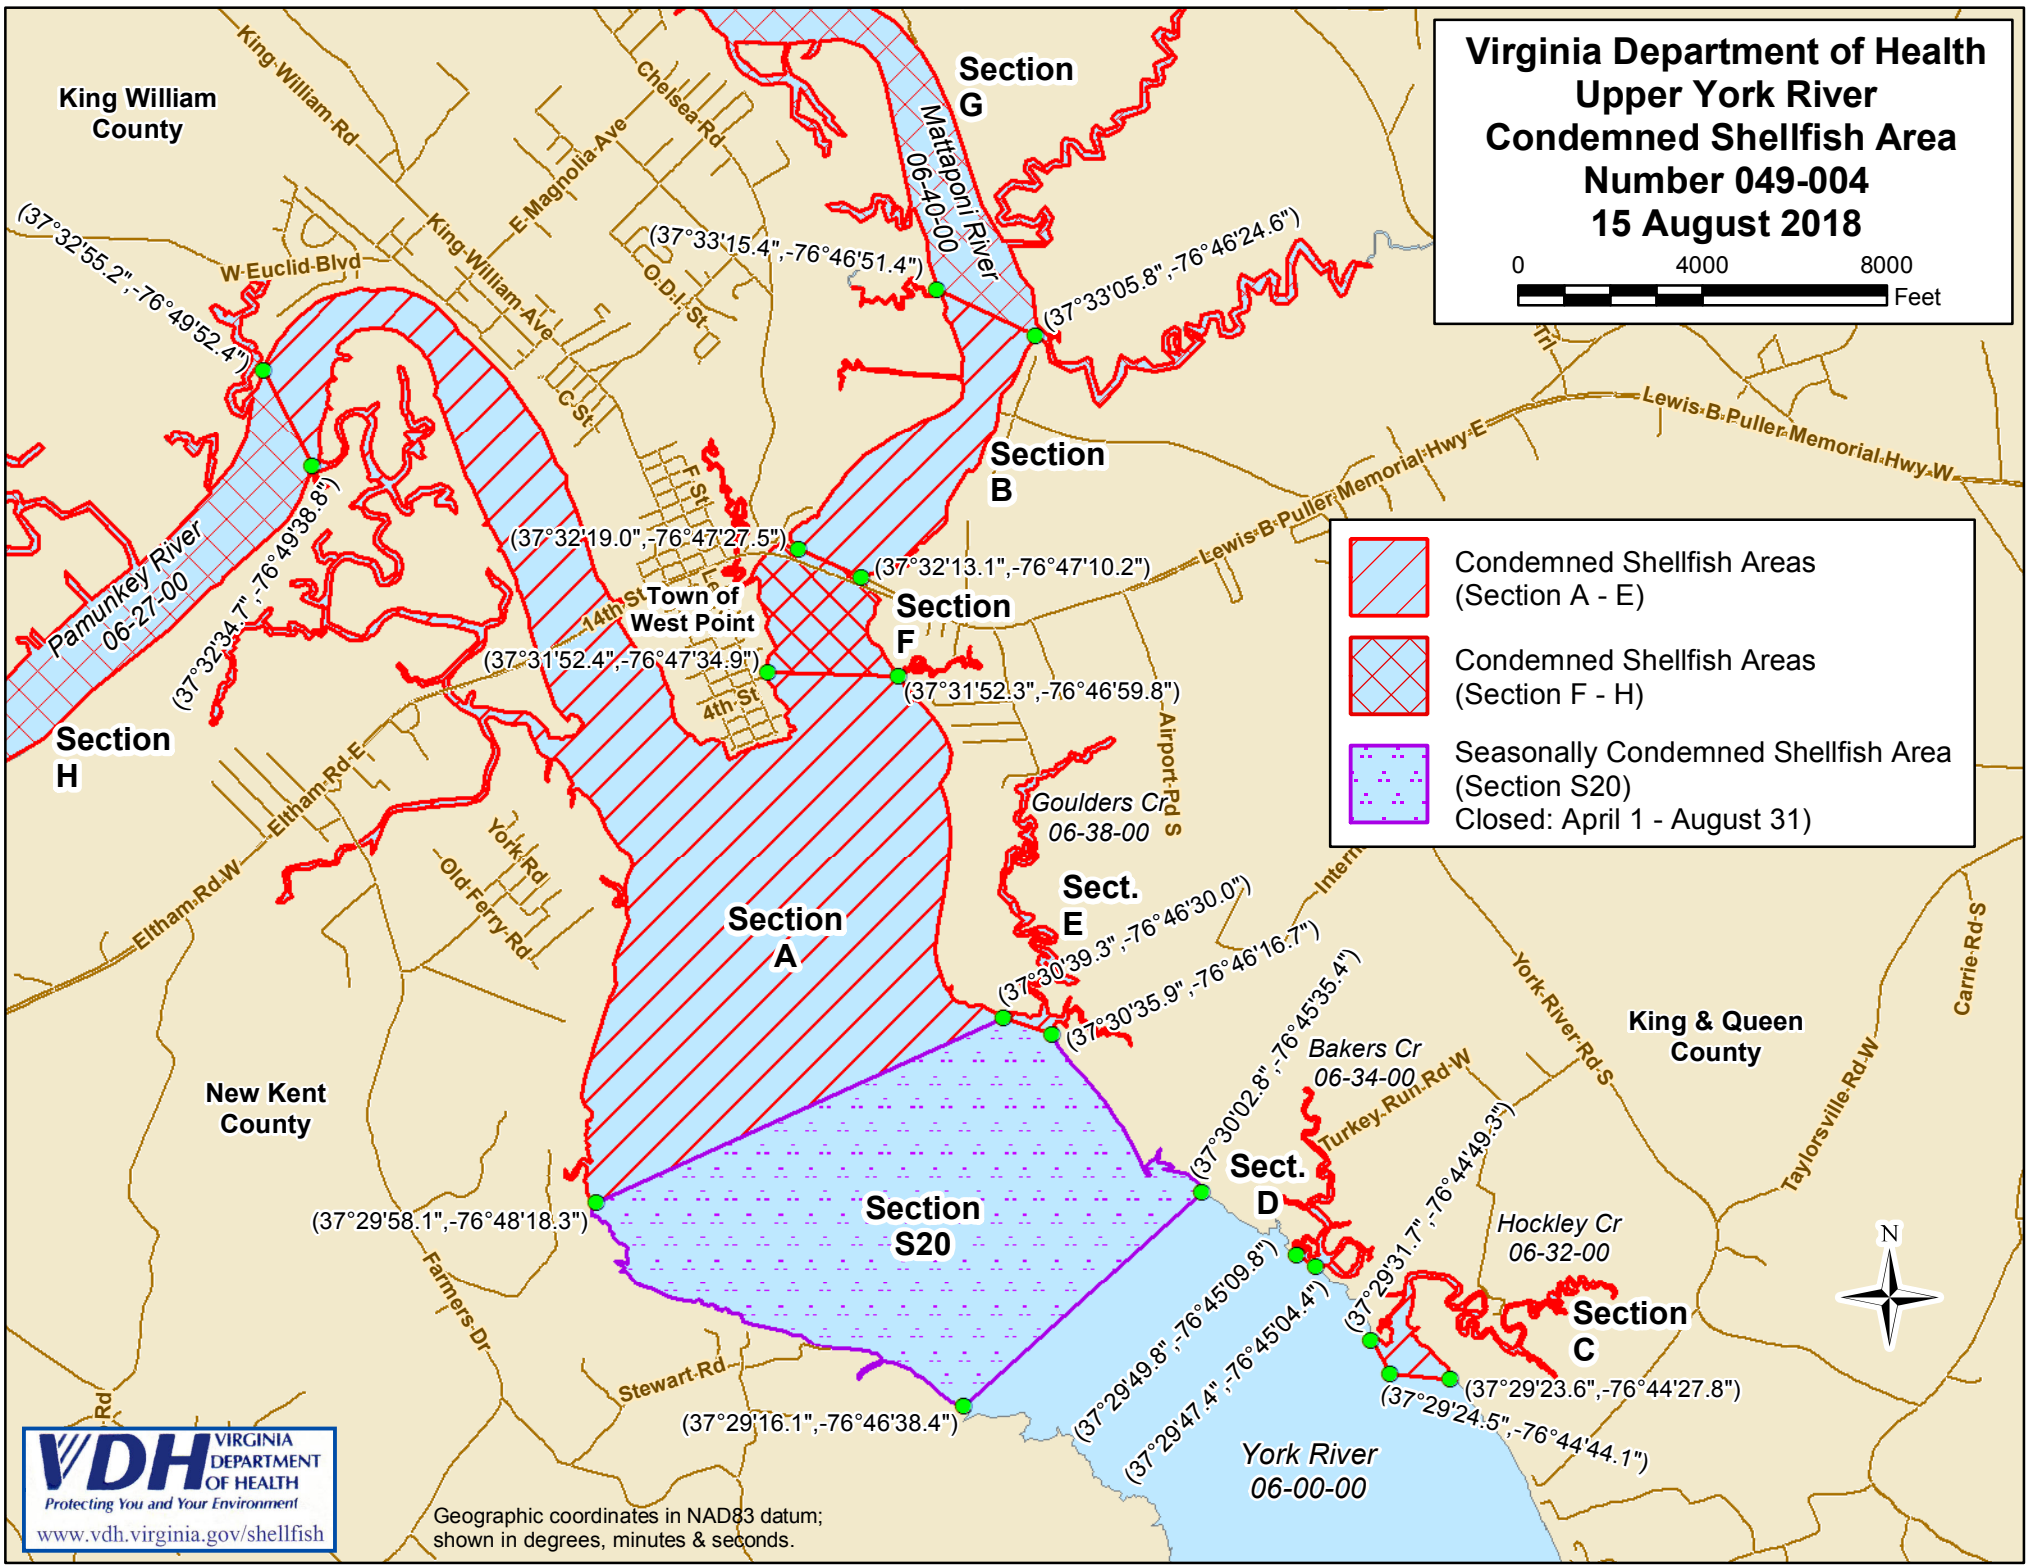 Virginia Department of Health
Upper York River
Condemned Shellfish Area
Number 049-004
15 August 2018
0 4000 8000
Feet
King William
County
King William Rd
Chelsea Rd
E Magnolia Ave
King William Ave
W Euclid Blvd
O.D.I St
C St
F St
Section
G
Mattaponi River
06-40-00
(37°32'55.2",-76°49'52.4")
(37°33'15.4",-76°46'51.4")
(37°33'05.8",-76°46'24.6")
Trl
Lewis B Puller Memorial Hwy E
Lewis B Puller Memorial Hwy W
Section
B
(37°32'19.0",-76°47'27.5")
(37°32'13.1",-76°47'10.2")
Pamunkey River
06-27-00
(37°32'34.7",-76°49'38.8")
Town of
West Point
14th St
Section
F
(37°31'52.4",-76°47'34.9")
(37°31'52.3",-76°46'59.8")
4th St
Section
H
Condemned Shellfish Areas
(Section A - E)
Condemned Shellfish Areas
(Section F - H)
Seasonally Condemned Shellfish Area
(Section S20)
Closed: April 1 - August 31)
Airport Rd S
Eltham Rd E
Eltham Rd W
York Rd
Old Ferry Rd
Goulders Cr
06-38-00
Sect.
E
Intern
Section
A
(37°30'39.3",-76°46'30.0")
(37°30'35.9",-76°46'16.7")
(37°30'02.8",-76°45'35.4")
York River Rd S
Carrie Rd S
King & Queen
County
Taylorsville Rd W
Bakers Cr
06-34-00
Turkey Run Rd W
New Kent
County
Sect.
D
(37°29'31.7",-76°44'49.3")
Hockley Cr
06-32-00
N
(37°29'58.1",-76°48'18.3")
Section
S20
Farmers Dr
(37°29'49.8",-76°45'09.8")
(37°29'47.4",-76°45'04.4")
Section
C
(37°29'23.6",-76°44'27.8")
(37°29'24.5",-76°44'44.1")
Stewart Rd
Rd
(37°29'16.1",-76°46'38.4")
York River
06-00-00
VDH
VIRGINIA
DEPARTMENT
OF HEALTH
Protecting You and Your Environment
www.vdh.virginia.gov/shellfish
Geographic coordinates in NAD83 datum;
shown in degrees, minutes & seconds.